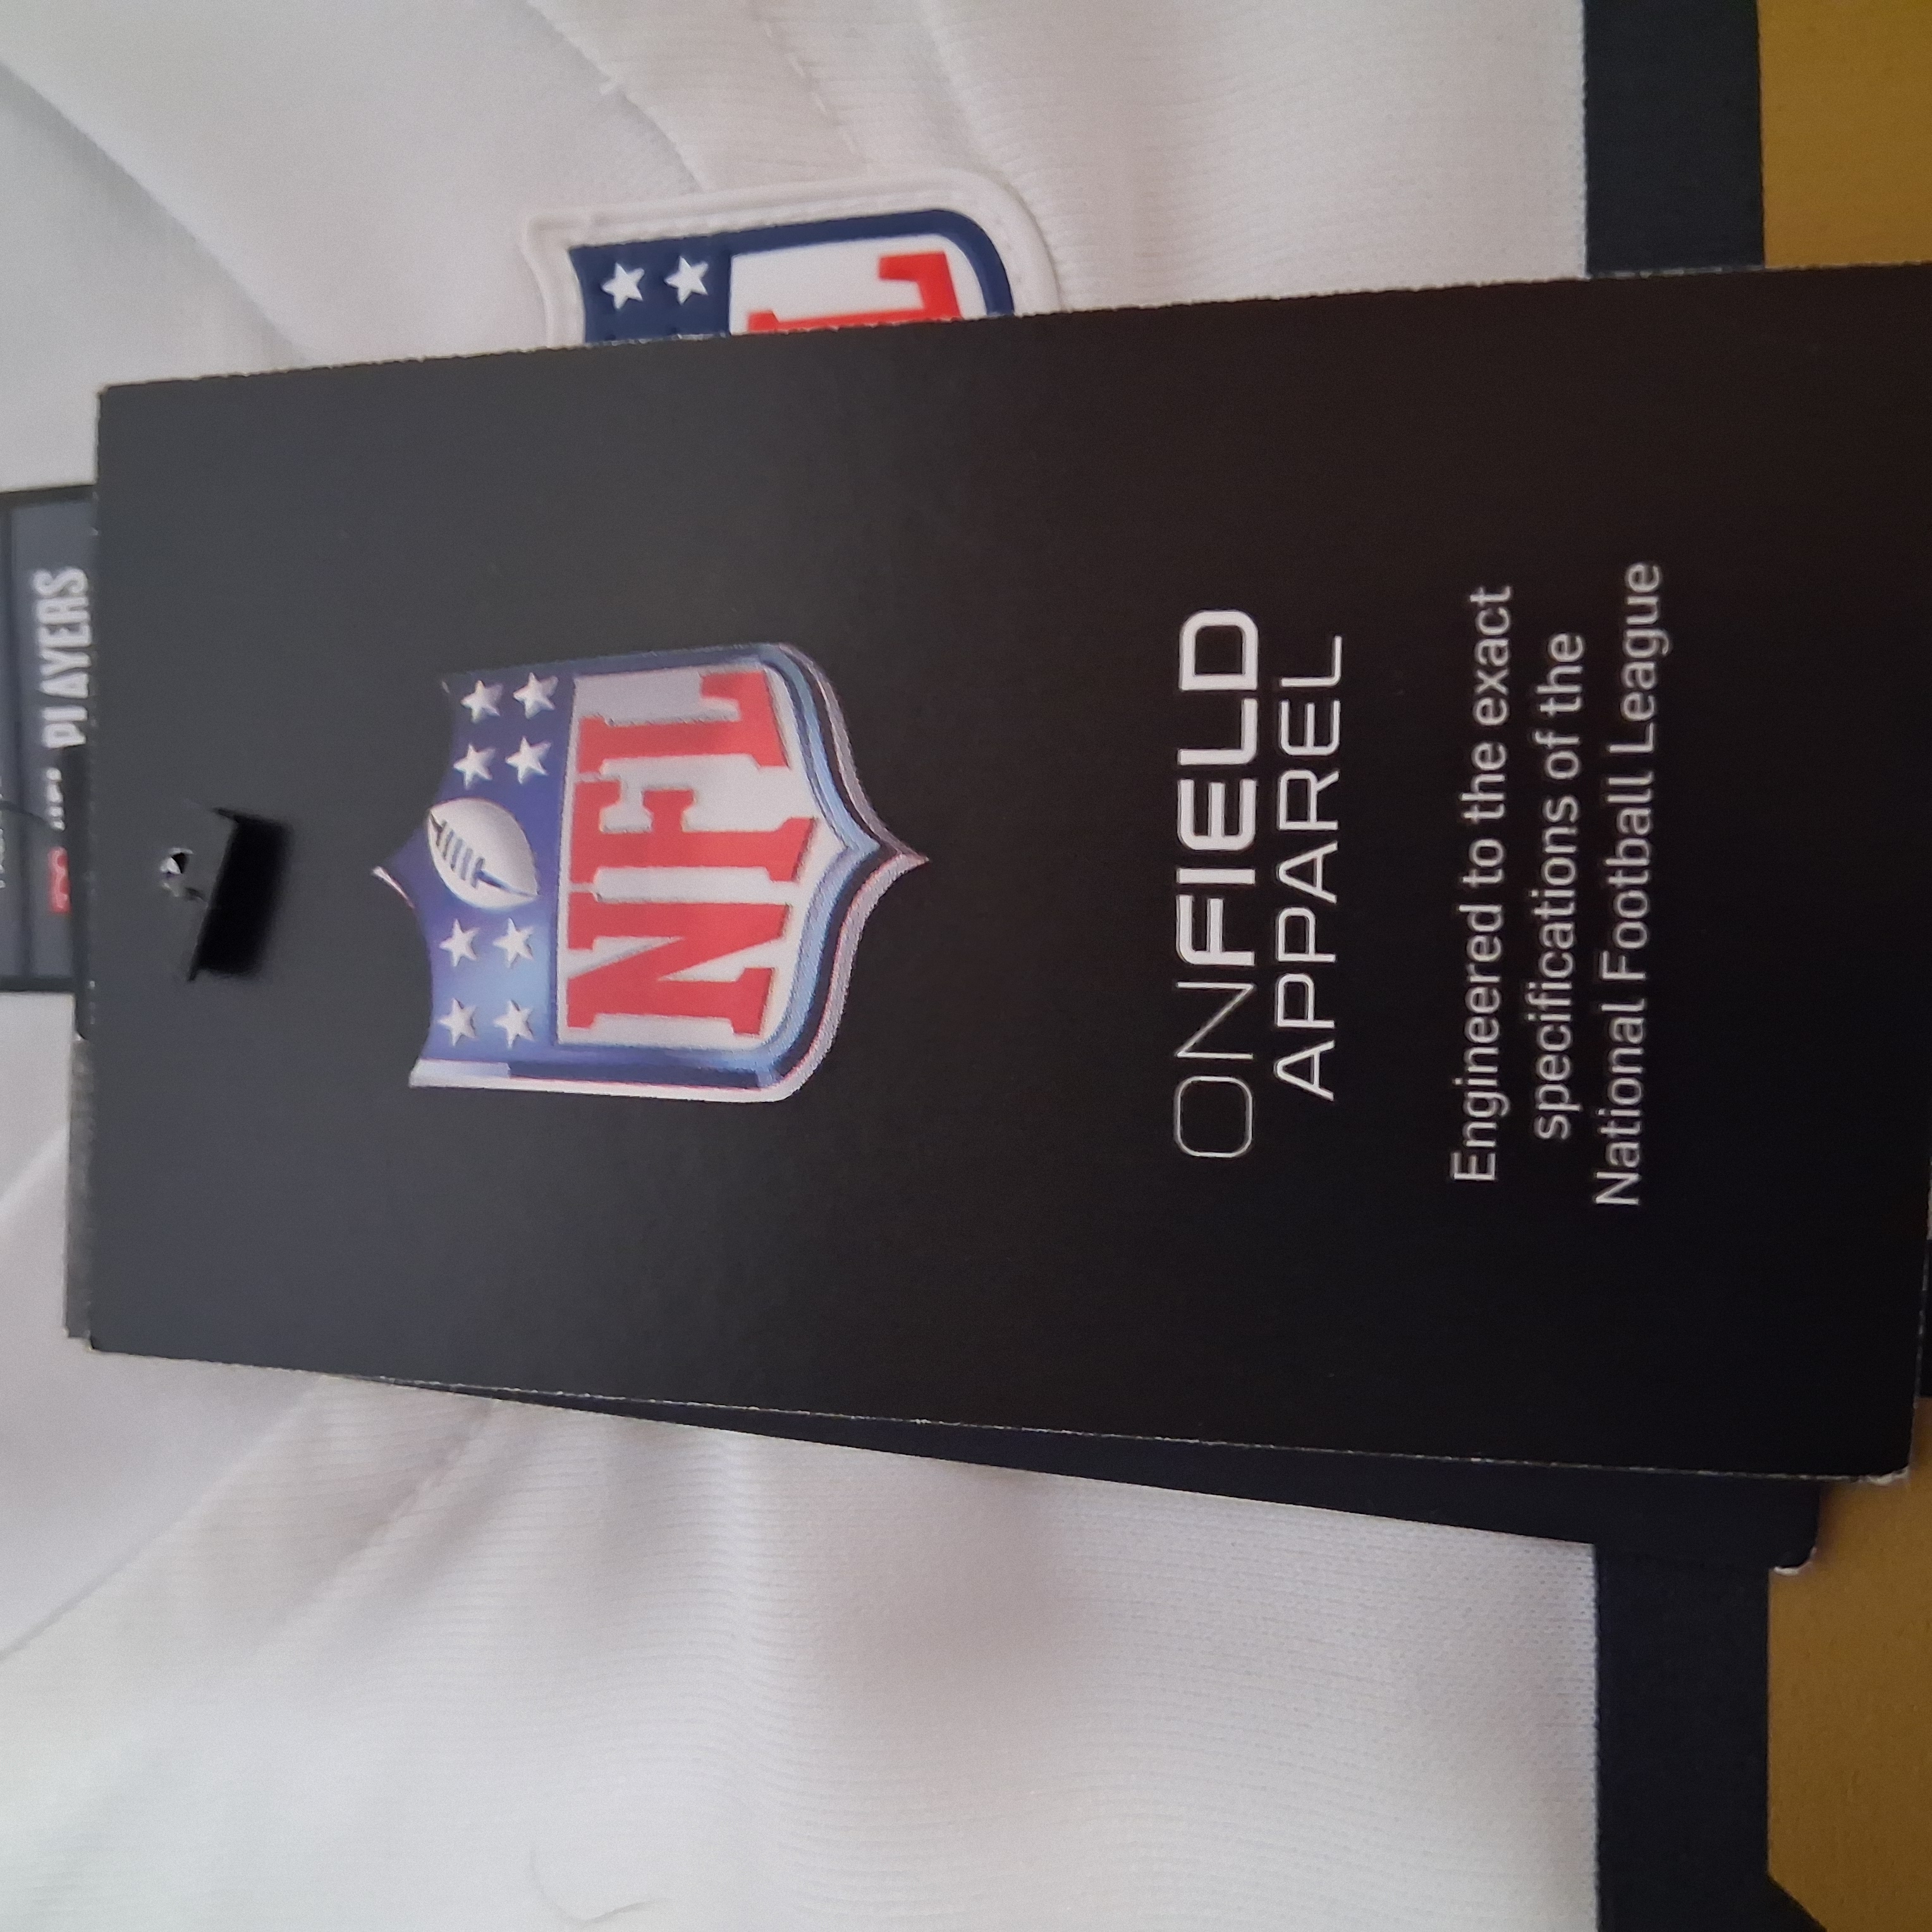 NFL
ONFIELD
APPAREL
Engineered to the exact
specifications of the
National Football League
PLAYERS
L